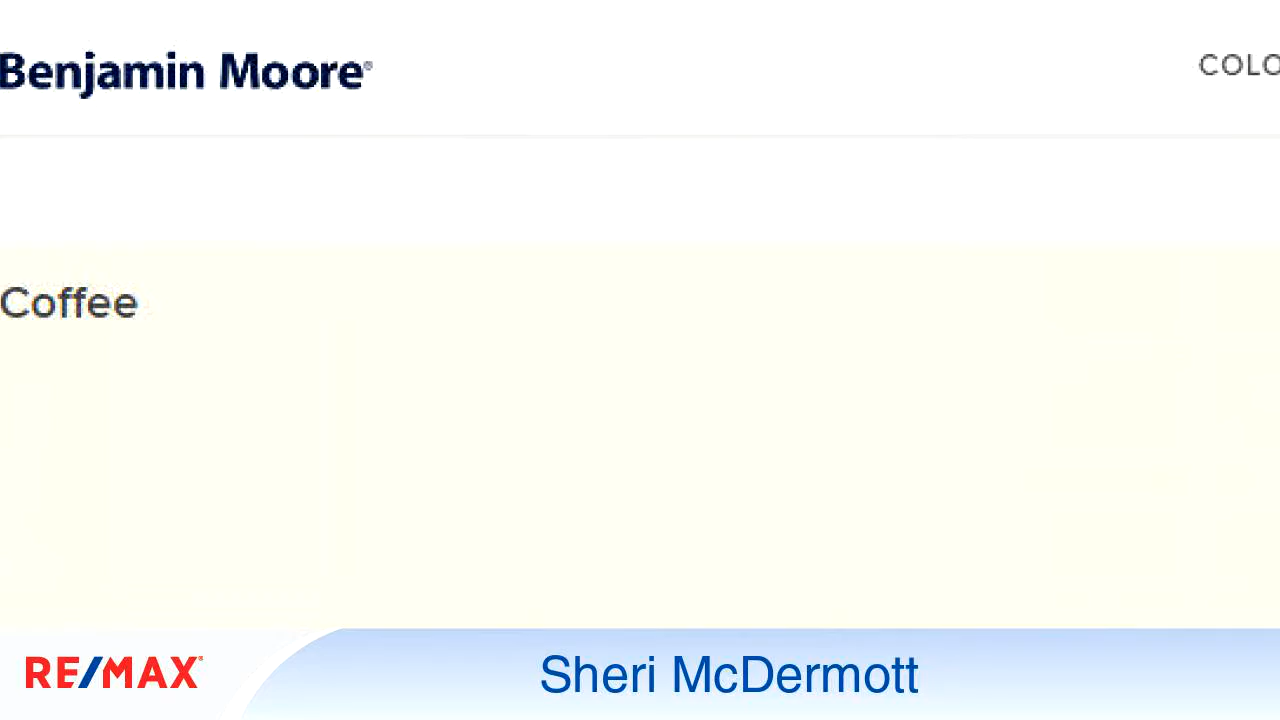 Benjamin Moore®
COLO
Coffee
RE/MAX®
Sheri McDermott